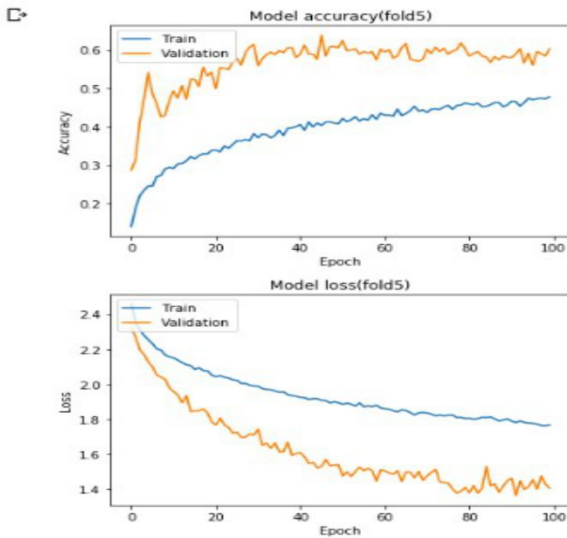 Model accuracy(fold5)
Train
Validation
0.6
0.5
0.4
0.3
0.2
Accuracy
0 20 40 60 80 100
Epoch
Model loss(fold5)
Train
Validation
2.4
2.2
2.0
1.8
1.6
1.4
Loss
0 20 40 60 80 100
Epoch